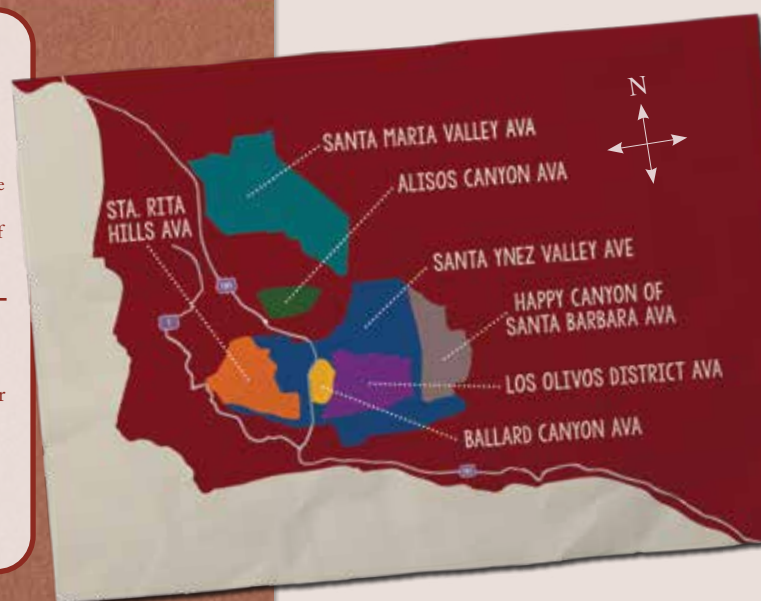 N
SANTA MARIA VALLEY AVA
ALISOS CANYON AVA
STA. RITA
HILLS AVA
SANTA YNEZ VALLEY AVE
HAPPY CANYON OF
SANTA BARBARA AVA
LOS OLIVOS DISTRICT AVA
BALLARD CANYON AVA